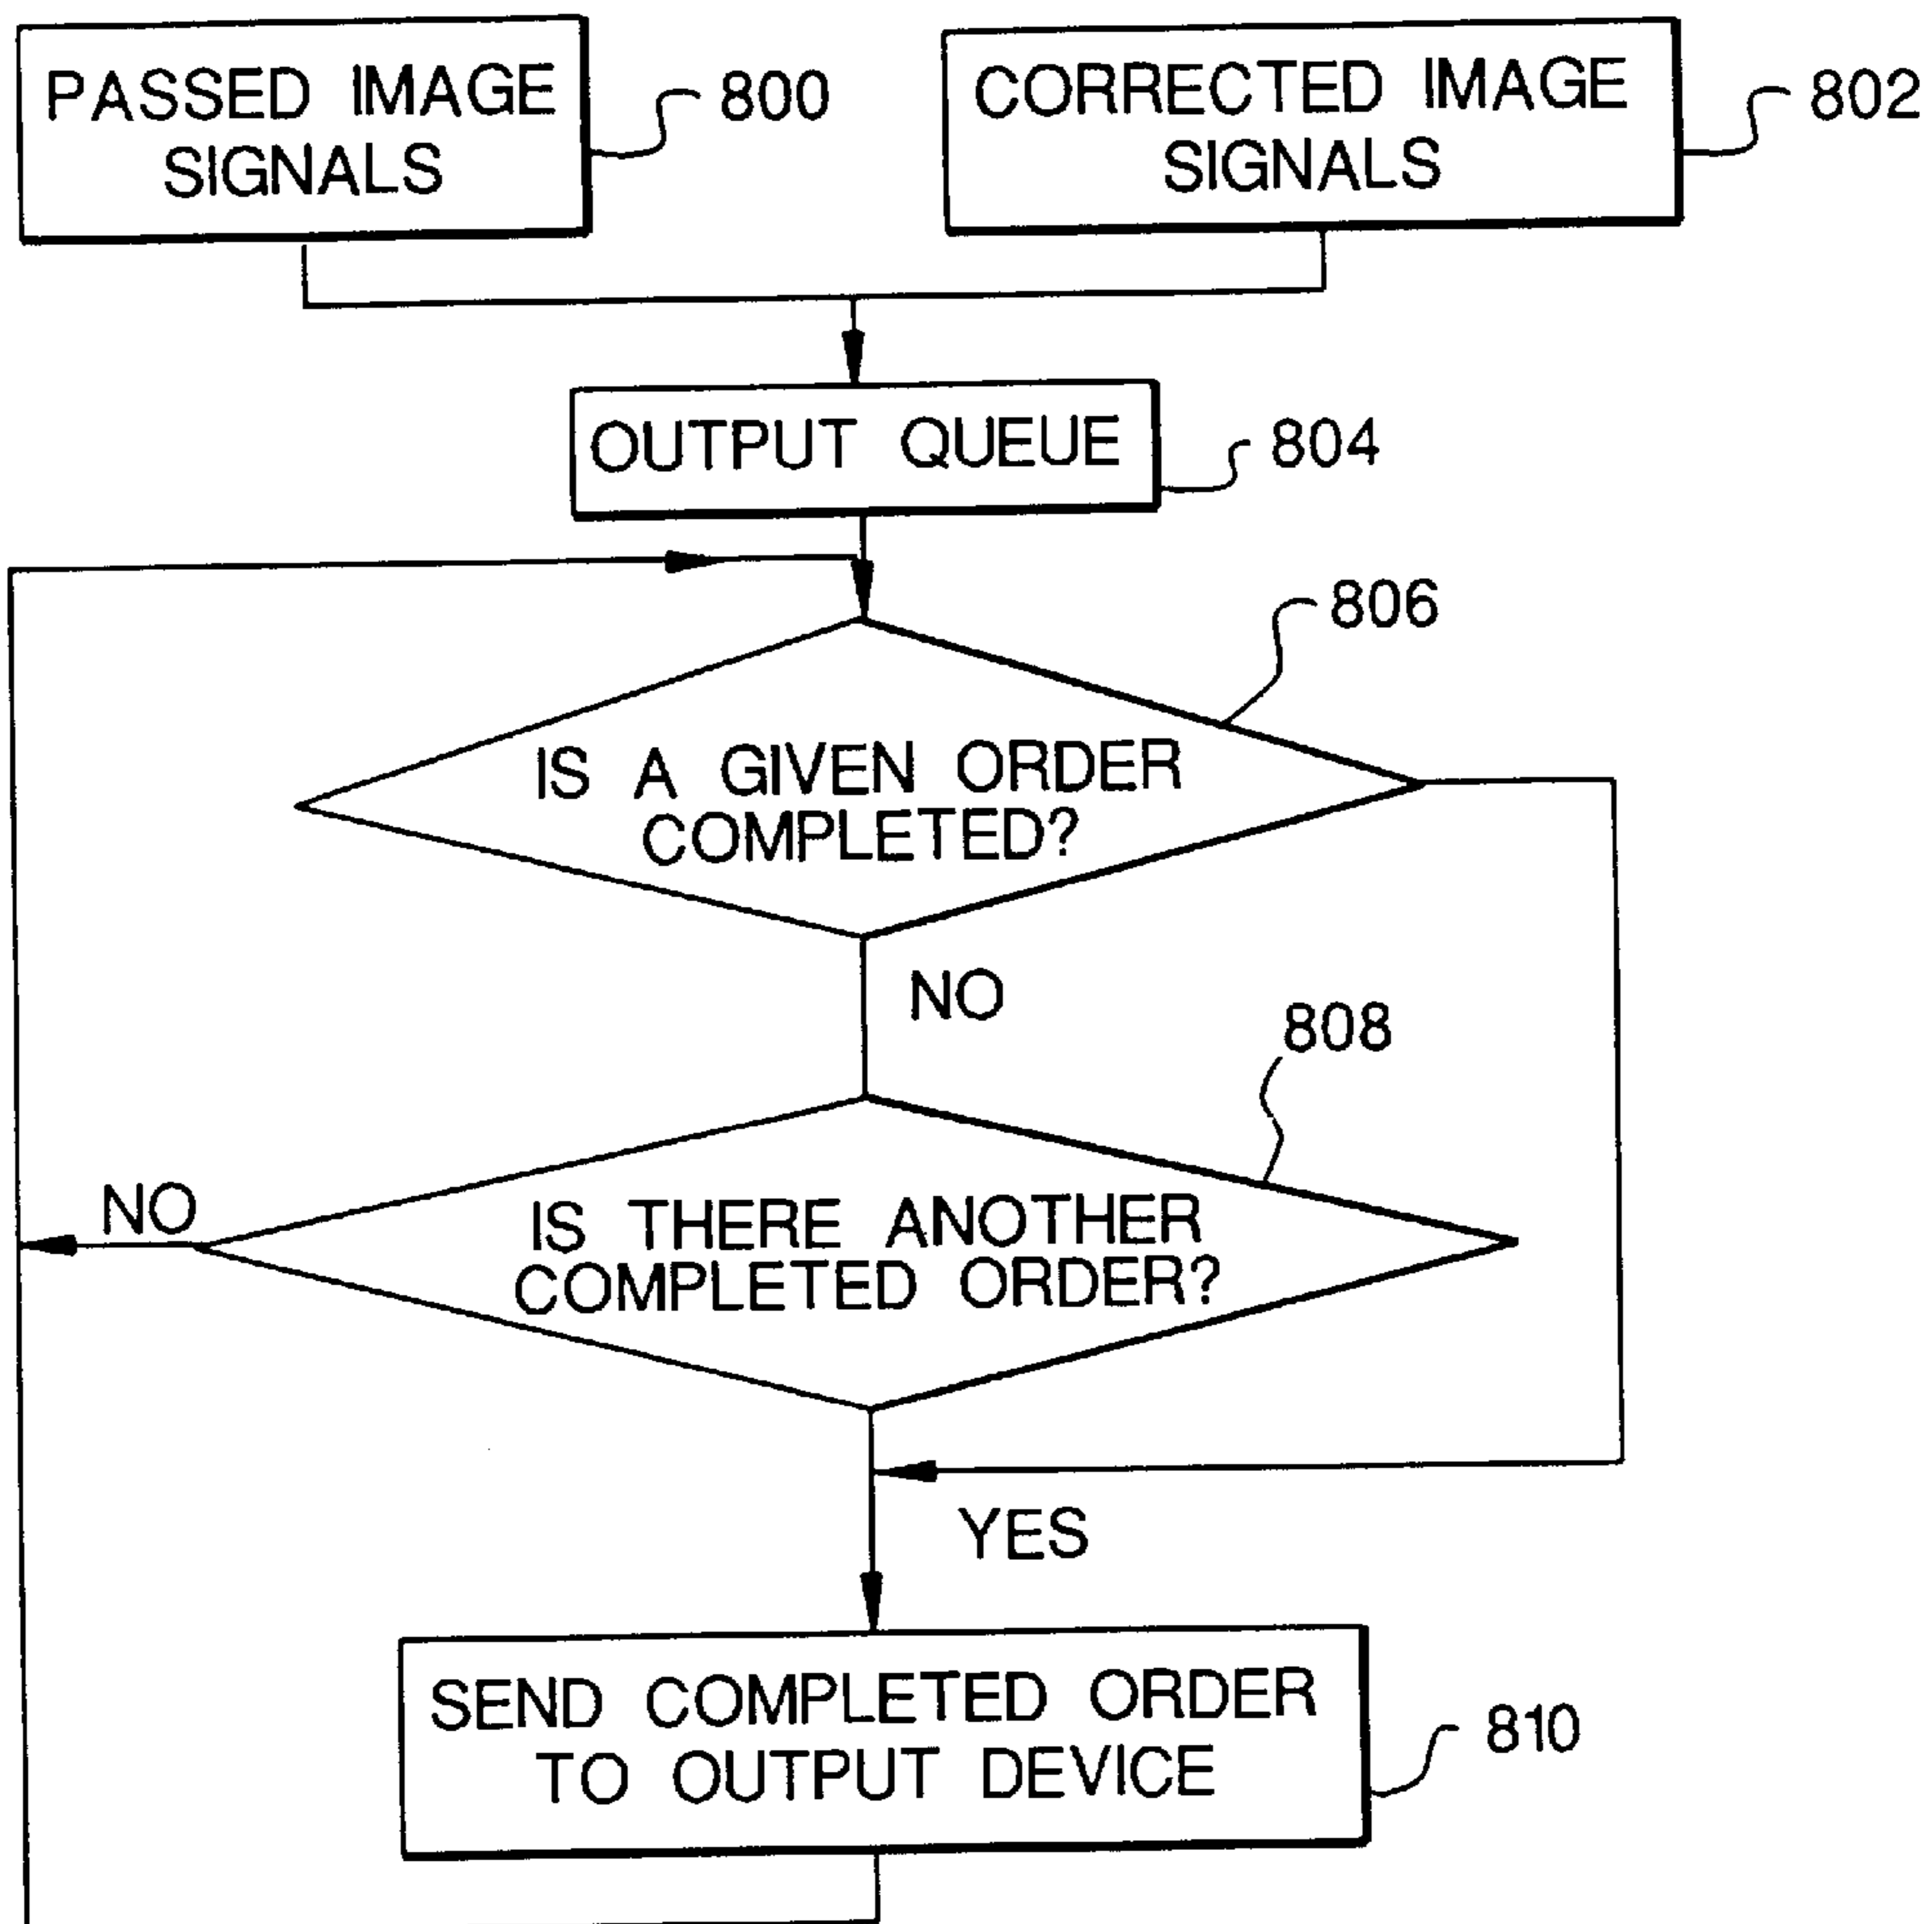 PASSED IMAGE
SIGNALS
800
CORRECTED IMAGE
SIGNALS
802
OUTPUT QUEUE
804
806
IS A GIVEN ORDER
COMPLETED?
NO
808
NO
IS THERE ANOTHER
COMPLETED ORDER?
YES
SEND COMPLETED ORDER
TO OUTPUT DEVICE
810